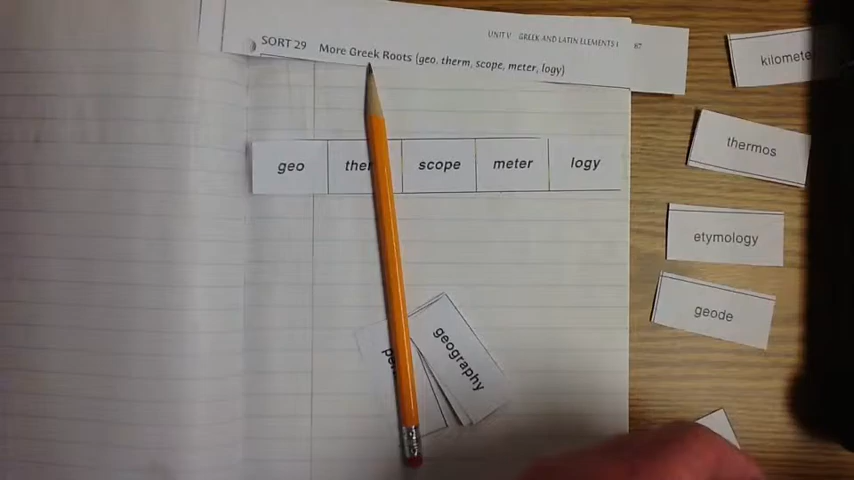 UNIT V GREEK AND LATIN ELEMENTS I 87
SORT 29 More Greek Roots (geo, therm, scope, meter, logy)
geo
scope
meter
logy
thermos
etymology
geode
geography